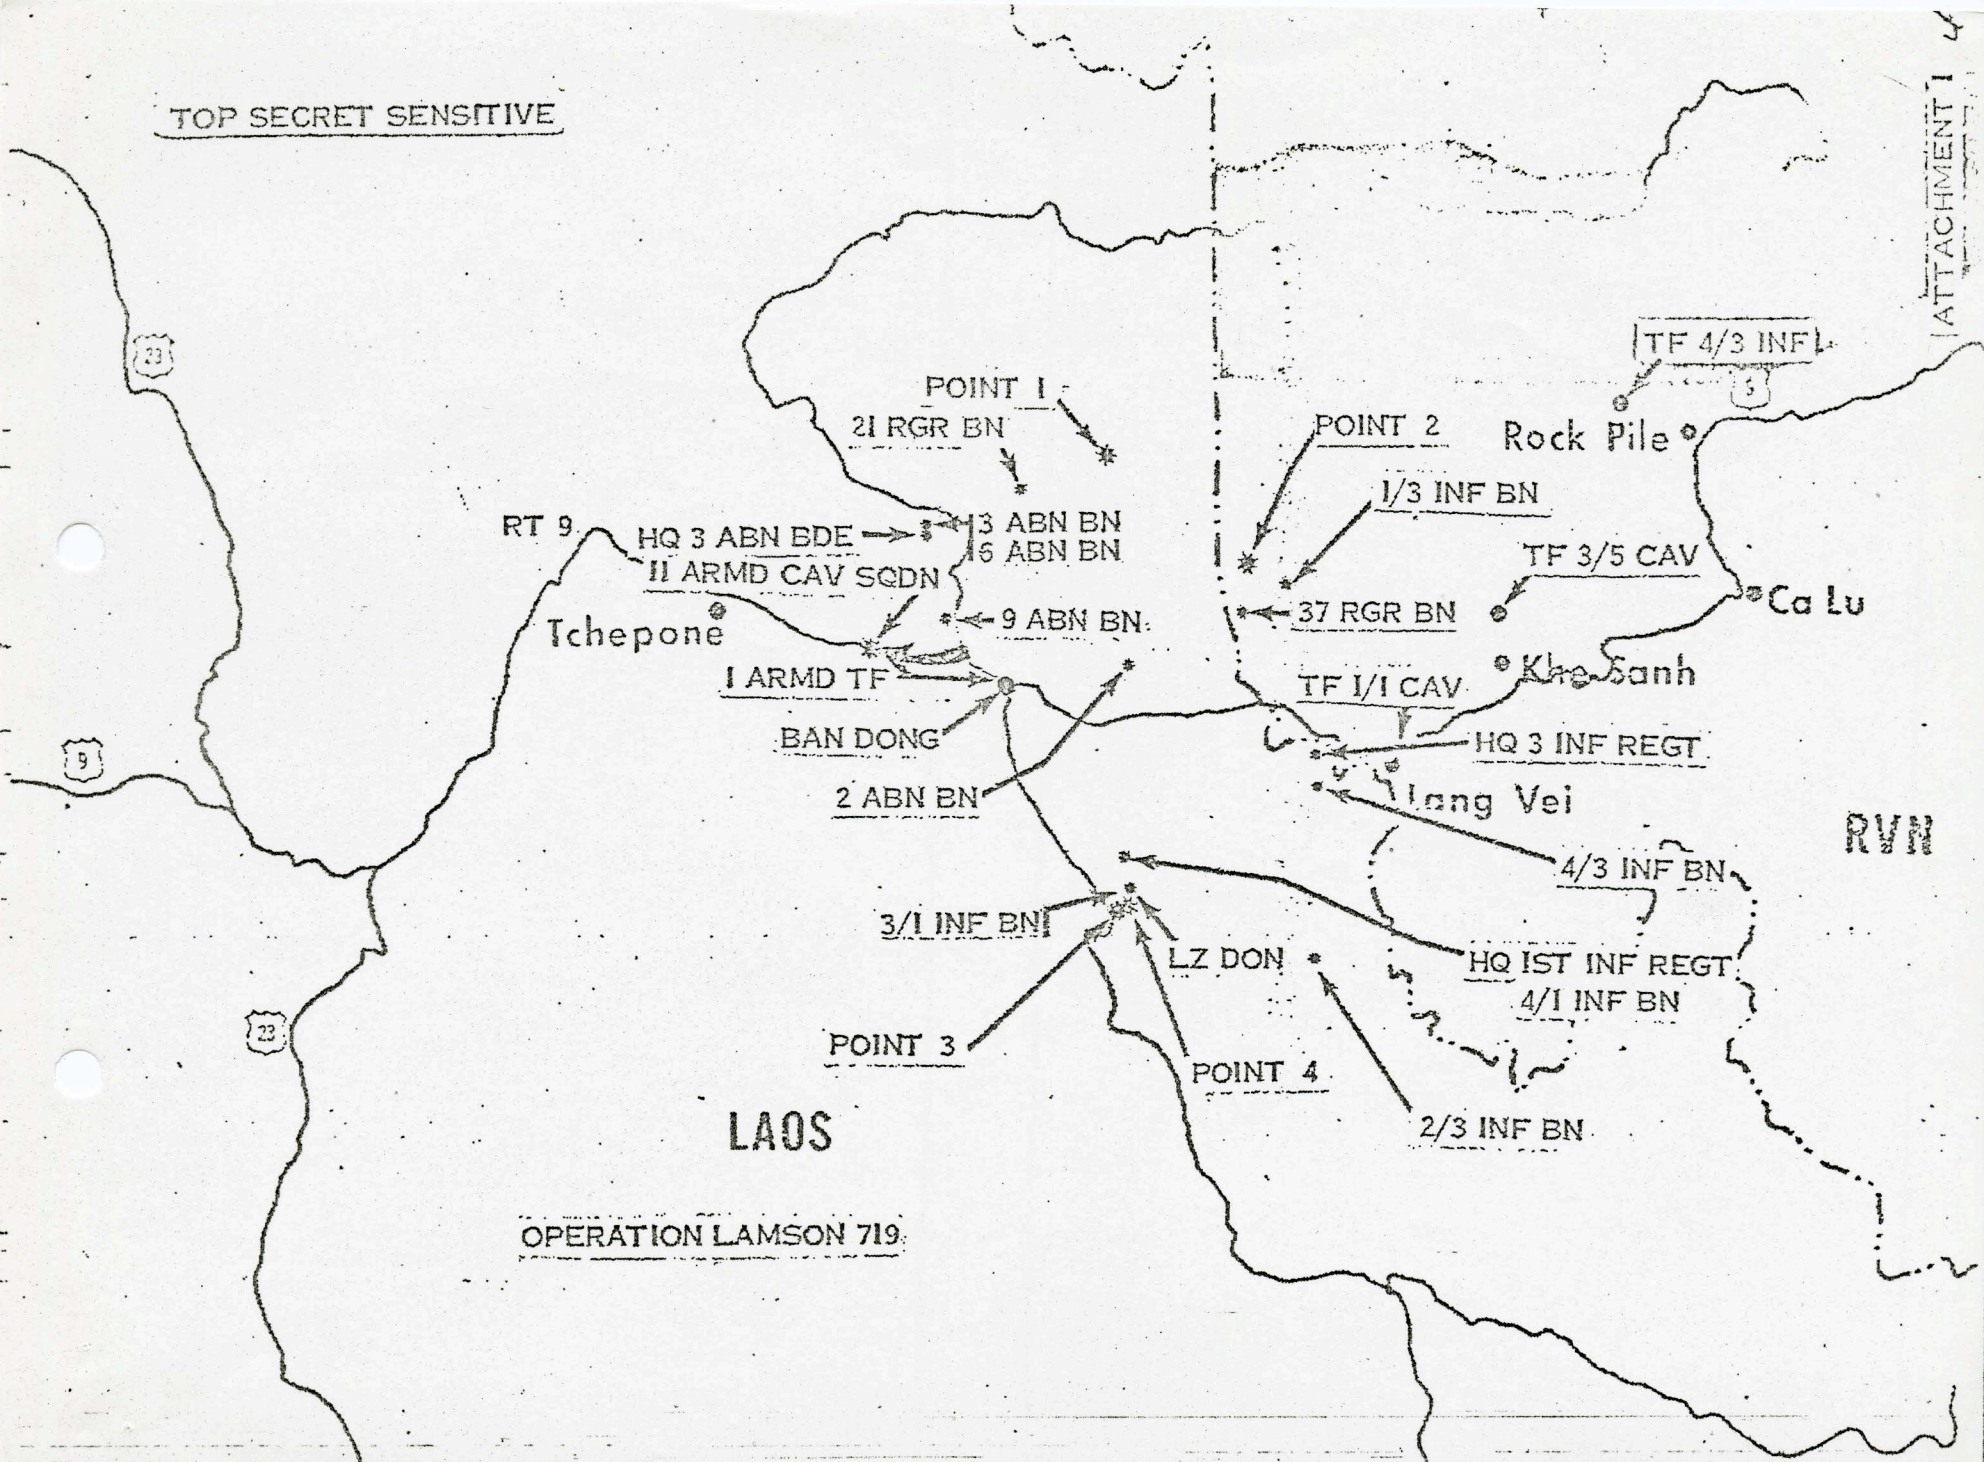 TOP SECRET SENSITIVE
ATTACHMENT 1
4
TF 4/3 INF
23
9
POINT 1
21 RGR BN
POINT 2
Rock Pile
1/3 INF BN
RT 9
HQ 3 ABN BDE
3 ABN BN
6 ABN BN
11 ARMD CAV SQDN
TF 3/5 CAV
Tchepone
9 ABN BN
37 RGR BN
Ca Lu
1 ARMD TF
TF 1/1 CAV
Khe Sanh
BAN DONG
HQ 3 INF REGT
9
2 ABN BN
Lang Vei
RVN
4/3 INF BN
3/1 INF BN
LZ DON
HQ 1ST INF REGT
4/1 INF BN
23
POINT 3
POINT 4
LAOS
2/3 INF BN
OPERATION LAMSON 719